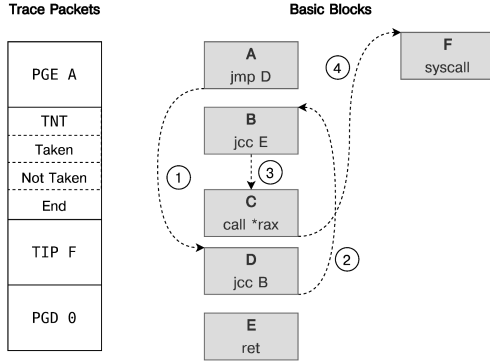 Trace Packets
PGE A
TNT
Taken
Not Taken
End
TIP F
PGD 0
Basic Blocks
A
jmp D
B
jcc E
C
call *rax
D
jcc B
E
ret
F
syscall
1
2
3
4